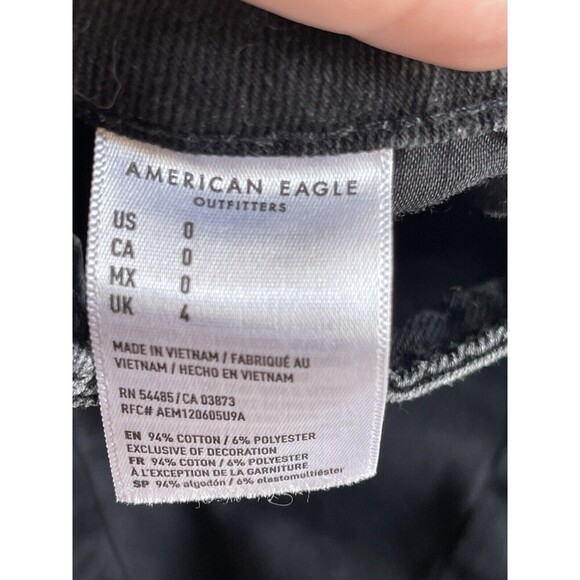 AMERICAN EAGLE
OUTFITTERS
US 0
CA 0
MX 0
UK 4
MADE IN VIETNAM / FABRIQUÉ AU
VIETNAM / HECHO EN VIETNAM
RN 54485 / CA 03873
RFC# AEM120605U9A
EN 94% COTTON / 6% POLYESTER
EXCLUSIVE OF DECORATION
FR 94% COTON / 6% POLYESTER
À L'EXCEPTION DE LA GARNITURE
SP 94% algodón / 6% elastomultiéster